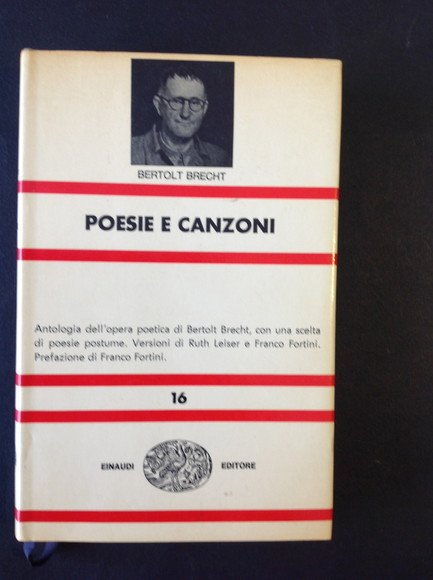 BERTOLT BRECHT
POESIE E CANZONI
Antologia dell'opera poetica di Bertolt Brecht, con una scelta
di poesie postume. Versioni di Ruth Leiser e Franco Fortini.
Prefazione di Franco Fortini.
16
EINAUDI EDITORE